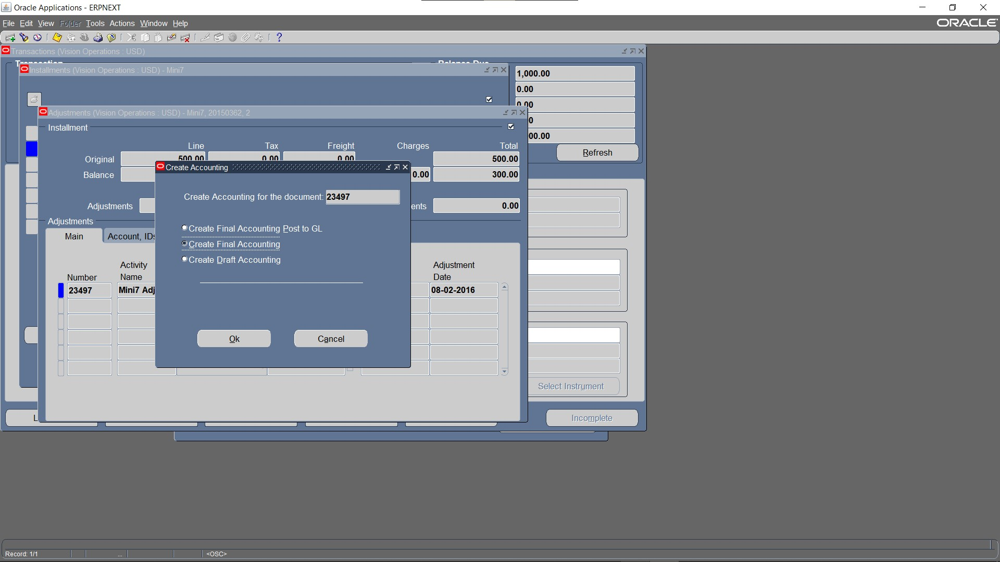 Oracle Applications - ERPNEXT
File Edit View Folder Tools Actions Window Help
ORACLE
Transactions (Vision Operations : USD)
Transaction
Balance Due
Installments (Vision Operations : USD) - Mini7
1,000.00
0.00
0.00
Adjustments (Vision Operations : USD) - Mini7, 20150362, 2
Installment
Line Tax Freight Charges Total
Refresh
Original 500.00 0.00 0.00 500.00
Create Accounting
Balance 0.00 300.00
Create Accounting for the document: 23497
Adjustments 0.00
Adjustments
Create Final Accounting Post to GL
Main Account, IDs
Create Final Accounting
Create Draft Accounting
Number
Activity
Name
Adjustment
Date
23497 Mini7 Adj 08-02-2016
Ok Cancel
Select Instrument
Incomplete
Record: 1/1 ... <OSC>